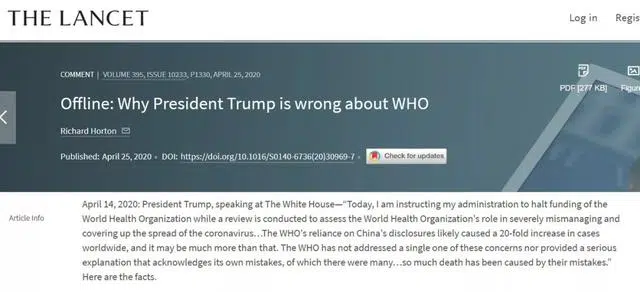 THE LANCET
Log in
Regis
COMMENT | VOLUME 395, ISSUE 10233, P1330, APRIL 25, 2020
Offline: Why President Trump is wrong about WHO
Richard Horton
PDF [277 KB]
Figur
Published: April 25, 2020 • DOI: https://doi.org/10.1016/S0140-6736(20)30969-7 • Check for updates
Article Info
April 14, 2020: President Trump, speaking at The White House—“Today, I am instructing my administration to halt funding of the
World Health Organization while a review is conducted to assess the World Health Organization's role in severely mismanaging and
covering up the spread of the coronavirus…The WHO's reliance on China's disclosures likely caused a 20-fold increase in cases
worldwide, and it may be much more than that. The WHO has not addressed a single one of these concerns nor provided a serious
explanation that acknowledges its own mistakes, of which there were many…so much death has been caused by their mistakes.”
Here are the facts.